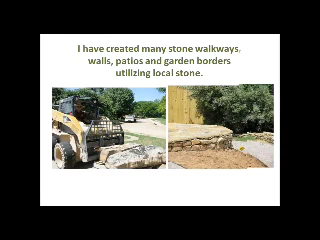 I have created many stone walkways,
walls, patios and garden borders
utilizing local stone.